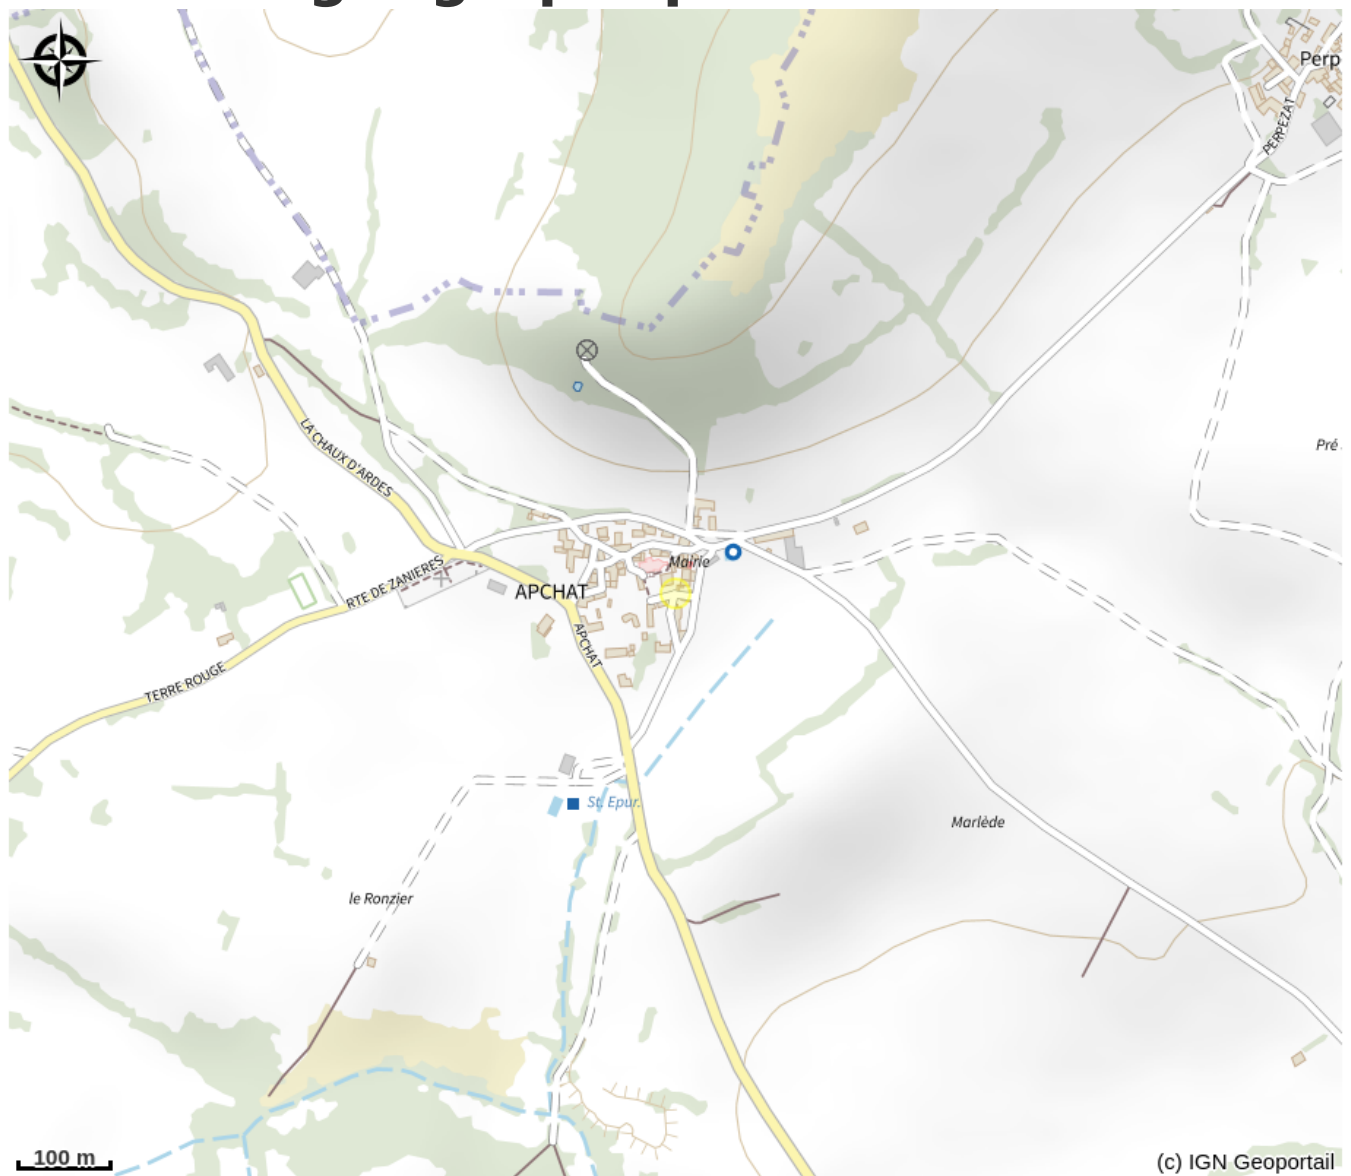 Perp
PERPEZAT
LA CHAUX D'ARDES
Pré
Mairie
RTE DE ZANIERES
APCHAT
APCHAT
TERRE ROUGE
St. Epur.
Marlède
le Ronzier
100 m
(c) IGN Geoportail